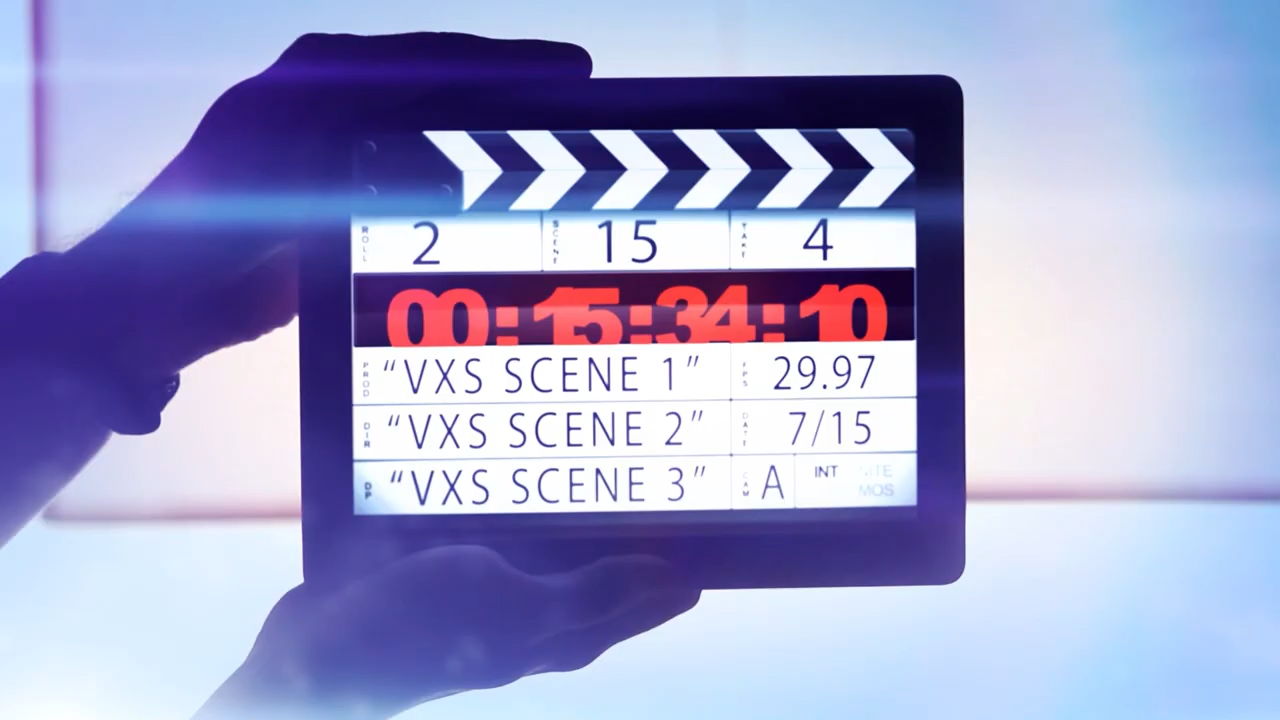 ROLL 2 SCENE 15 TAKE 4
00:15:34:10
PROD "VXS SCENE 1" FPS 29.97
DIR "VXS SCENE 2" DATE 7/15
DP "VXS SCENE 3" CAM A INT NITE
MOS